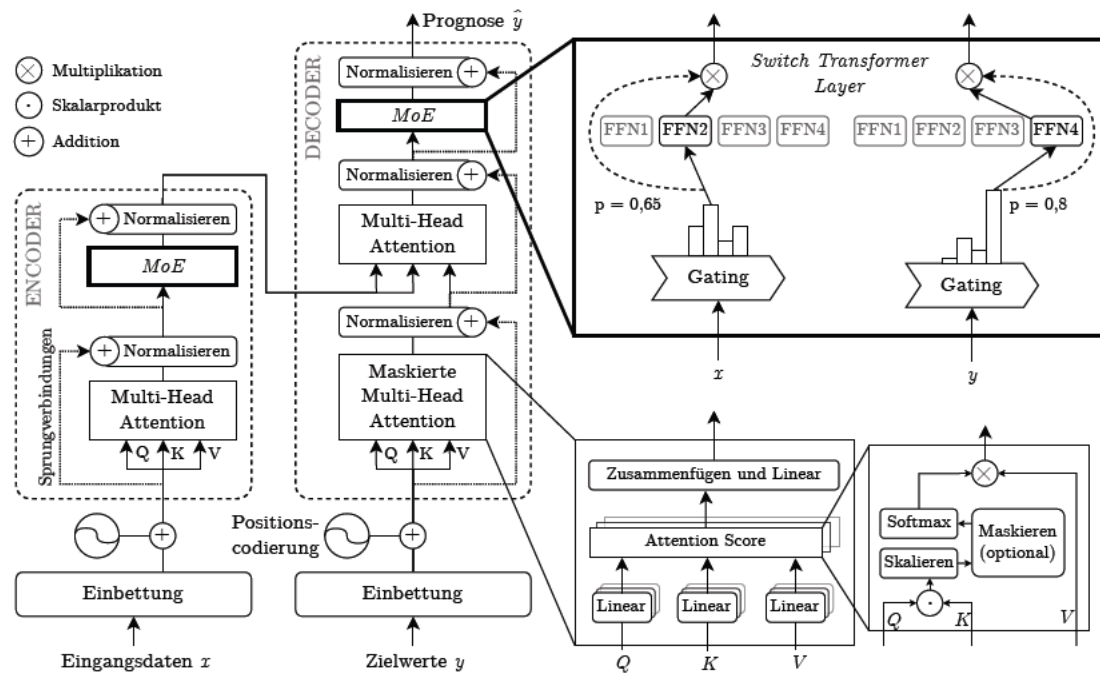 Prognose ŷ
Multiplikation
Skalarprodukt
Addition
ENCODER
Normalisieren
MoE
Sprungverbindungen
Normalisieren
Multi-Head
Attention
Q K V
Einbettung
Eingangsdaten x
DECODER
Normalisieren
MoE
Normalisieren
Multi-Head
Attention
Normalisieren
Maskierte
Multi-Head
Attention
Q K V
Positions-
codierung
Einbettung
Zielwerte y
Switch Transformer
Layer
FFN1 FFN2 FFN3 FFN4
p = 0,65
Gating
x
FFN1 FFN2 FFN3 FFN4
p = 0,8
Gating
y
Zusammenfügen und Linear
Attention Score
Linear Linear Linear
Q K V
Softmax
Maskieren
(optional)
Skalieren
Q K V